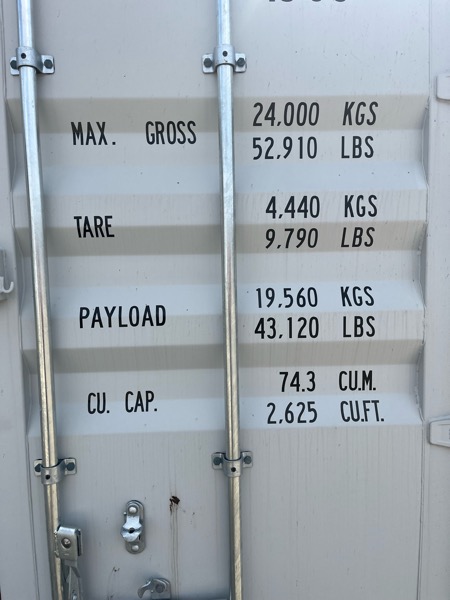 MAX. GROSS 24,000 KGS
52,910 LBS
TARE 4,440 KGS
9,790 LBS
PAYLOAD 19,560 KGS
43,120 LBS
CU. CAP. 74.3 CU.M.
2,625 CU.FT.